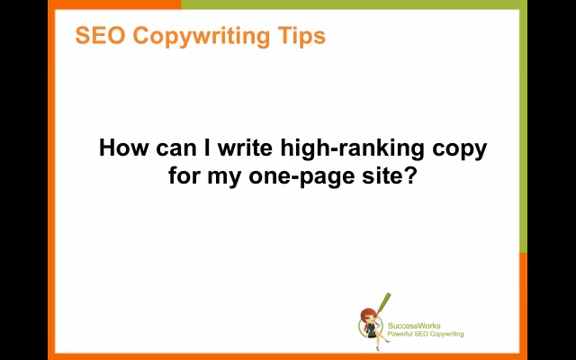 SEO Copywriting Tips
How can I write high-ranking copy
for my one-page site?
SuccessWorks
Powerful SEO Copywriting